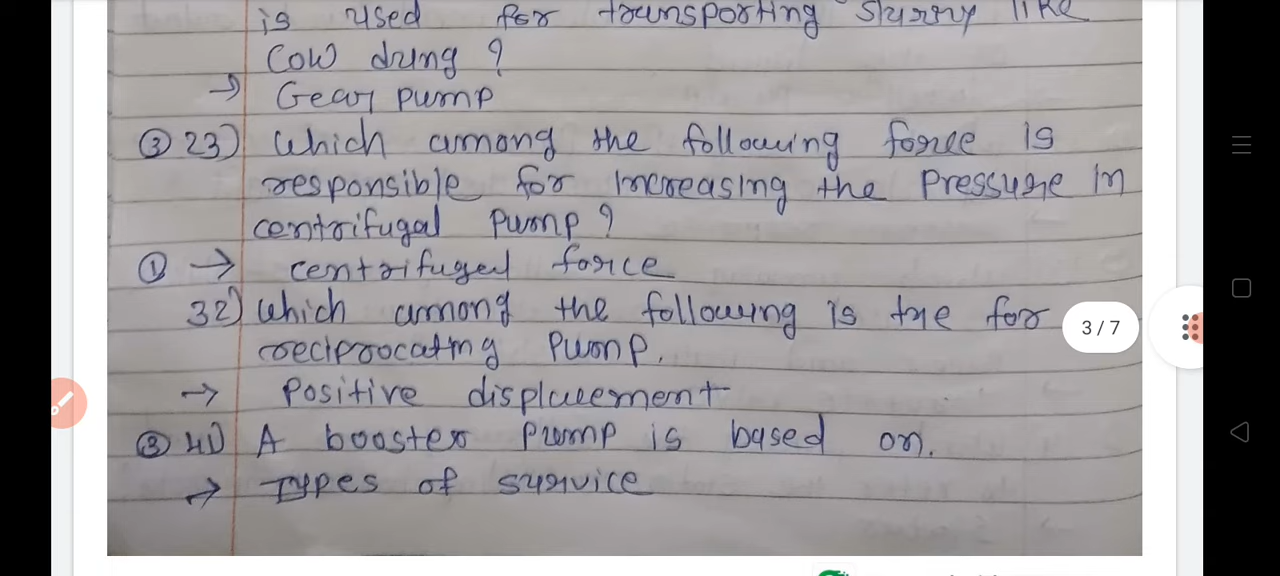 is used for transporting slurry like
Cow dung ?
→ Gear pump
③ 23) Which among the following force is
responsible for increasing the pressure in
centrifugal pump?
① → centrifugal force
32) Which among the following is true for
reciprocating pump.
→ Positive displacement
③ 41) A booster pump is based on.
→ Types of survice
3 / 7